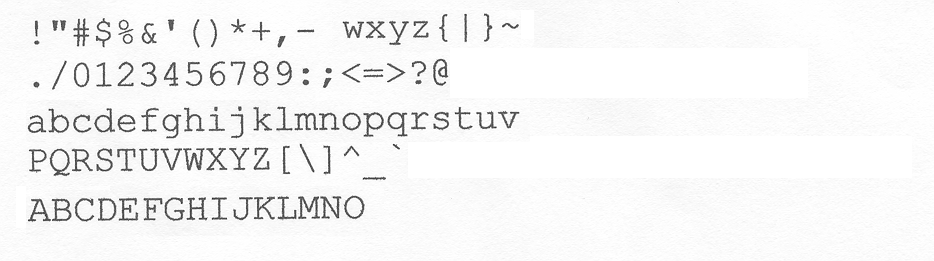 !"#$%&'()*+,- wxyz{|}~
./0123456789:;<=>?@
abcdefghijklmnopqrstuv
PQRSTUVWXYZ[\]^_`
ABCDEFGHIJKLMNO